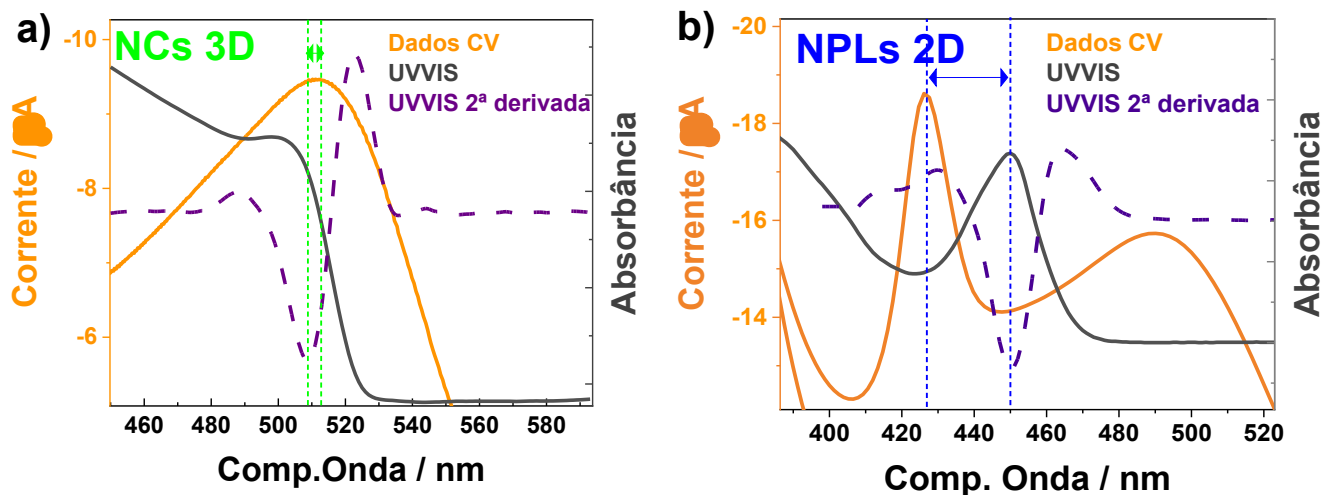 a)
NCs 3D
Dados CV
UVVIS
UVVIS 2ª derivada
-10
-8
-6
Corrente /
Absorbância
460 480 500 520 540 560 580
Comp.Onda / nm
b)
NPLs 2D
Dados CV
UVVIS
UVVIS 2ª derivada
-20
-18
-16
-14
Corrente /
Absorbância
400 420 440 460 480 500 520
Comp. Onda / nm